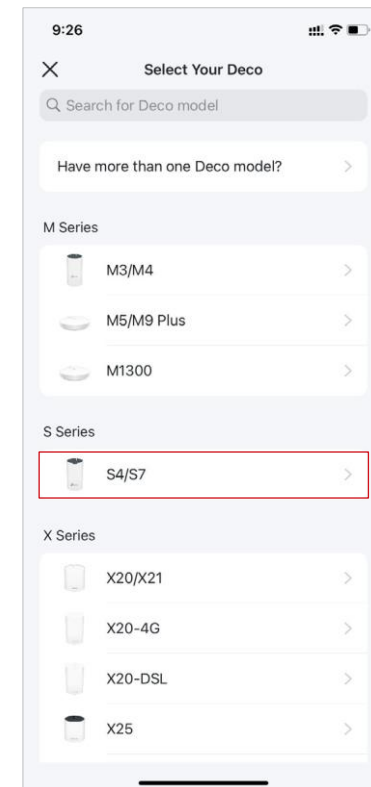 9:26
Select Your Deco
Search for Deco model
Have more than one Deco model?
M Series
M3/M4
M5/M9 Plus
M1300
S Series
S4/S7
X Series
X20/X21
X20-4G
X20-DSL
X25